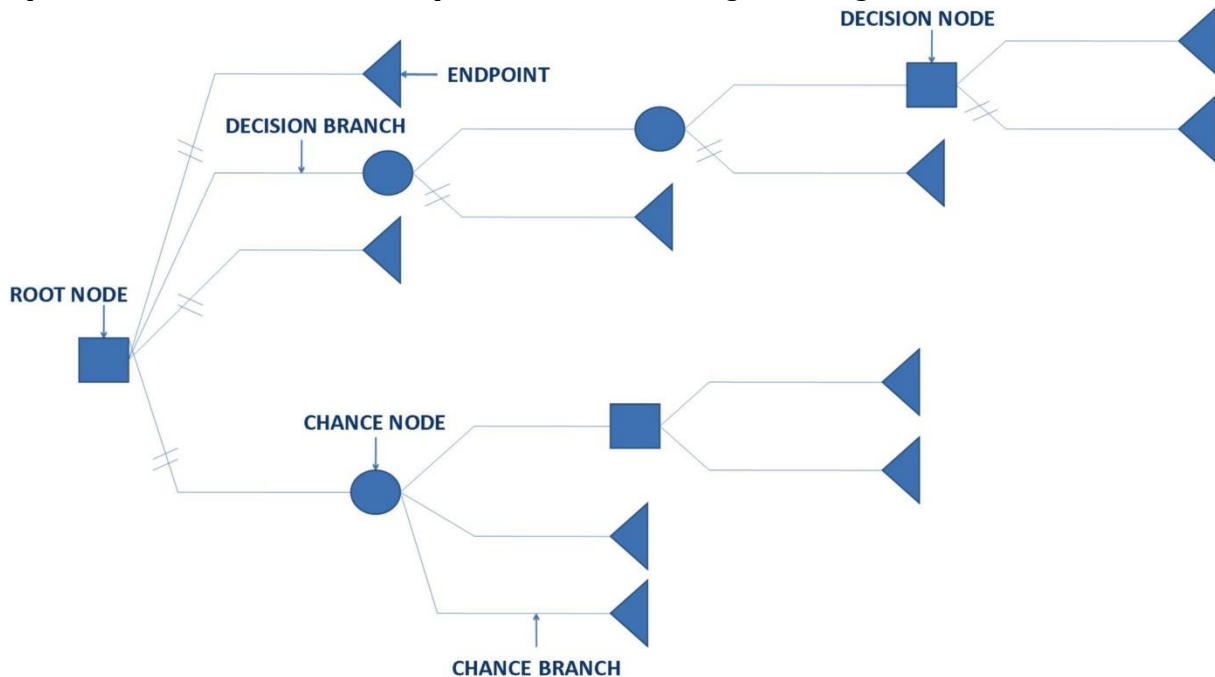 DECISION NODE
ENDPOINT
DECISION BRANCH
ROOT NODE
CHANCE NODE
CHANCE BRANCH